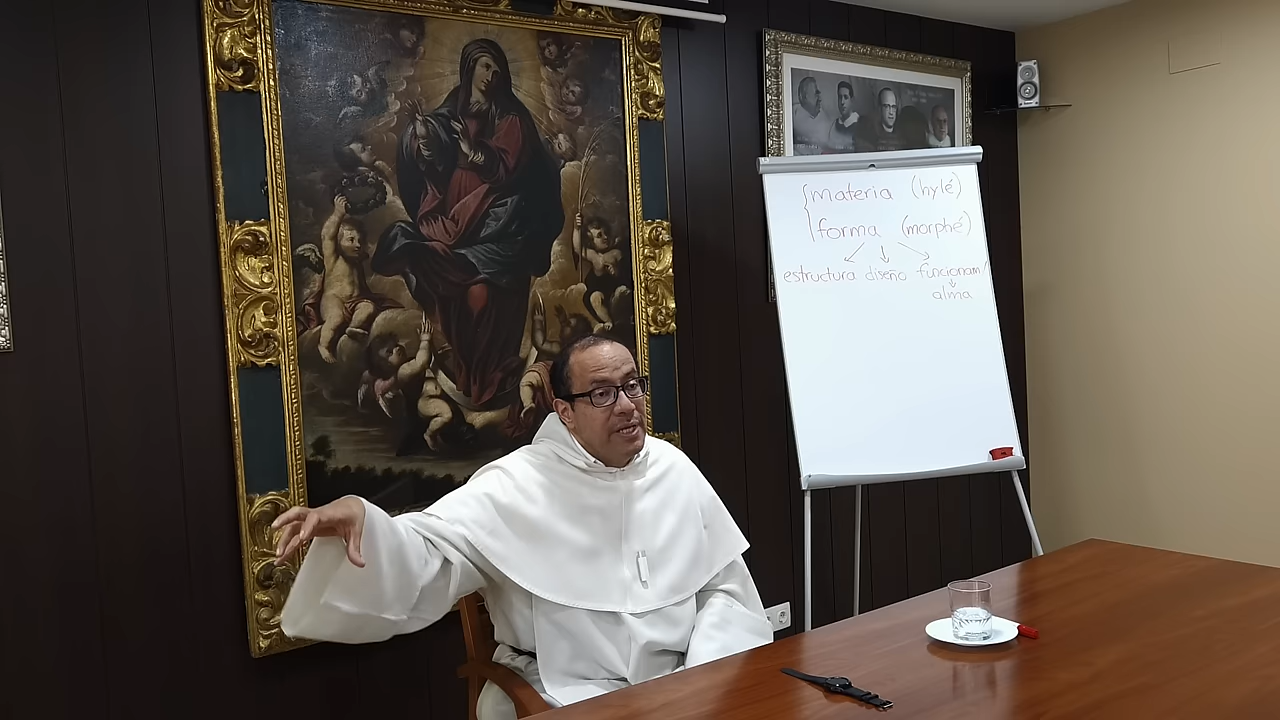 materia (hylé)
forma (morphé)
estructura diseño funcionam/
alma